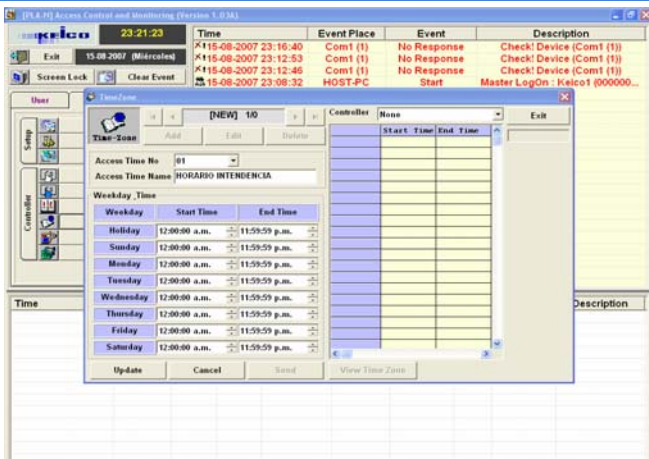 [PLA-N] Access Control and Monitoring (Version 1.03A)
keico
23:21:23
Time Event Place Event Description
Exit 15-08-2007 (Miércoles)
15-08-2007 23:16:40 Com1 (1) No Response Check! Device (Com1 (1))
15-08-2007 23:12:53 Com1 (1) No Response Check! Device (Com1 (1))
Screen Lock Clear Event
15-08-2007 23:12:46 Com1 (1) No Response Check! Device (Com1 (1))
15-08-2007 23:08:32 HOST-PC Start Master LogOn : Keico1 (000000...
User
Setup
Controller
TimeZone
Time-Zone
[NEW] 1/0
Add Edit Delete
Access Time No 01
Access Time Name HORARIO INTENDENCIA
Weekday_Time
Weekday Start Time End Time
Holiday 12:00:00 a.m. 11:59:59 p.m.
Sunday 12:00:00 a.m. 11:59:59 p.m.
Monday 12:00:00 a.m. 11:59:59 p.m.
Tuesday 12:00:00 a.m. 11:59:59 p.m.
Wednesday 12:00:00 a.m. 11:59:59 p.m.
Thursday 12:00:00 a.m. 11:59:59 p.m.
Friday 12:00:00 a.m. 11:59:59 p.m.
Saturday 12:00:00 a.m. 11:59:59 p.m.
Update Cancel Send
Controller None
Exit
Start Time End Time
View Time Zone
Time Description